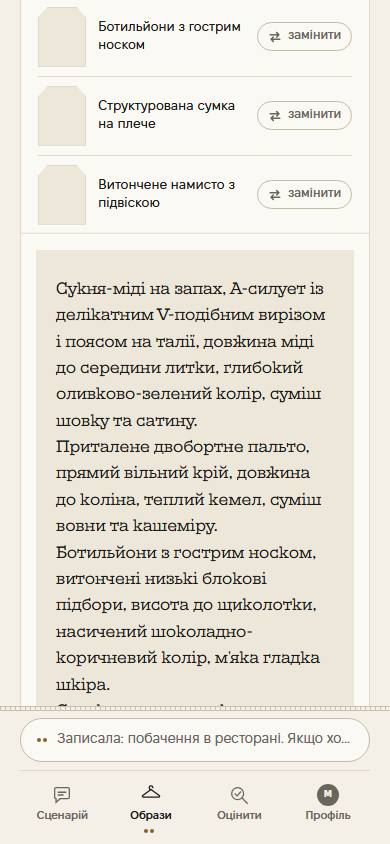 Ботильйони з гострим
носком
замінити
Структурована сумка
на плече
замінити
Витончене намисто з
підвіскою
замінити
Сукня-міді на запах, А-силует із
делікатним V-подібним вирізом
і поясом на талії, довжина міді
до середини литки, глибокий
оливково-зелений колір, суміш
шовку та сатину.
Приталене двобортне пальто,
прямий вільний крій, довжина
до коліна, теплий кемел, суміш
вовни та кашеміру.
Ботильйони з гострим носком,
витончені низькі блокові
підбори, висота до щиколотки,
насичений шоколадно-
коричневий колір, м'яка гладка
шкіра.
Записала: побачення в ресторані. Якщо хо...
Сценарій
Образи
Оцінити
М
Профіль